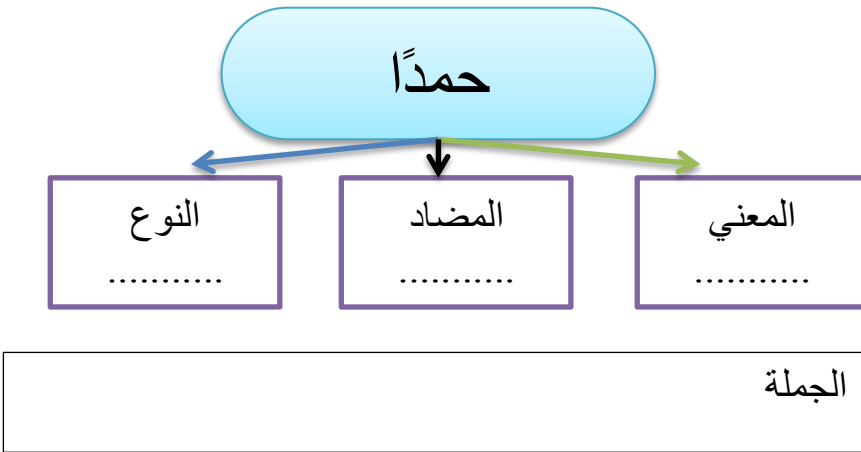 حمدًا
المعني
...........
المضاد
...........
النوع
...........
الجملة